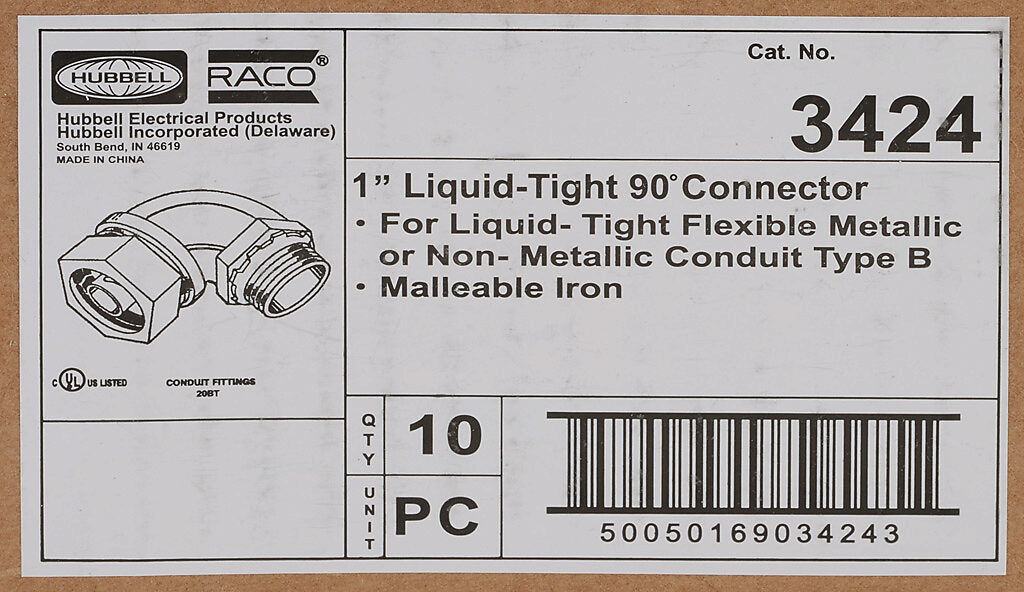 HUBBELL
RACO®
Hubbell Electrical Products
Hubbell Incorporated (Delaware)
South Bend, IN 46619
MADE IN CHINA
C UL US LISTED
CONDUIT FITTINGS
20BT
Cat. No.
3424
1” Liquid-Tight 90° Connector
• For Liquid- Tight Flexible Metallic
or Non- Metallic Conduit Type B
• Malleable Iron
QTY
10
UNIT
PC
50050169034243